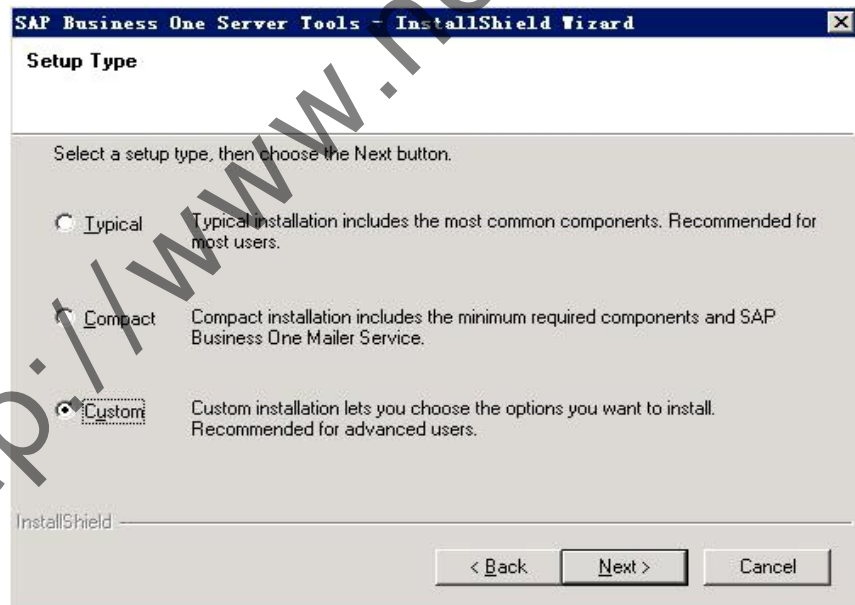 SAP Business One Server Tools - InstallShield Wizard
Setup Type
Select a setup type, then choose the Next button.
Typical
Typical installation includes the most common components. Recommended for
most users.
Compact
Compact installation includes the minimum required components and SAP
Business One Mailer Service.
Custom
Custom installation lets you choose the options you want to install.
Recommended for advanced users.
InstallShield
< Back
Next >
Cancel